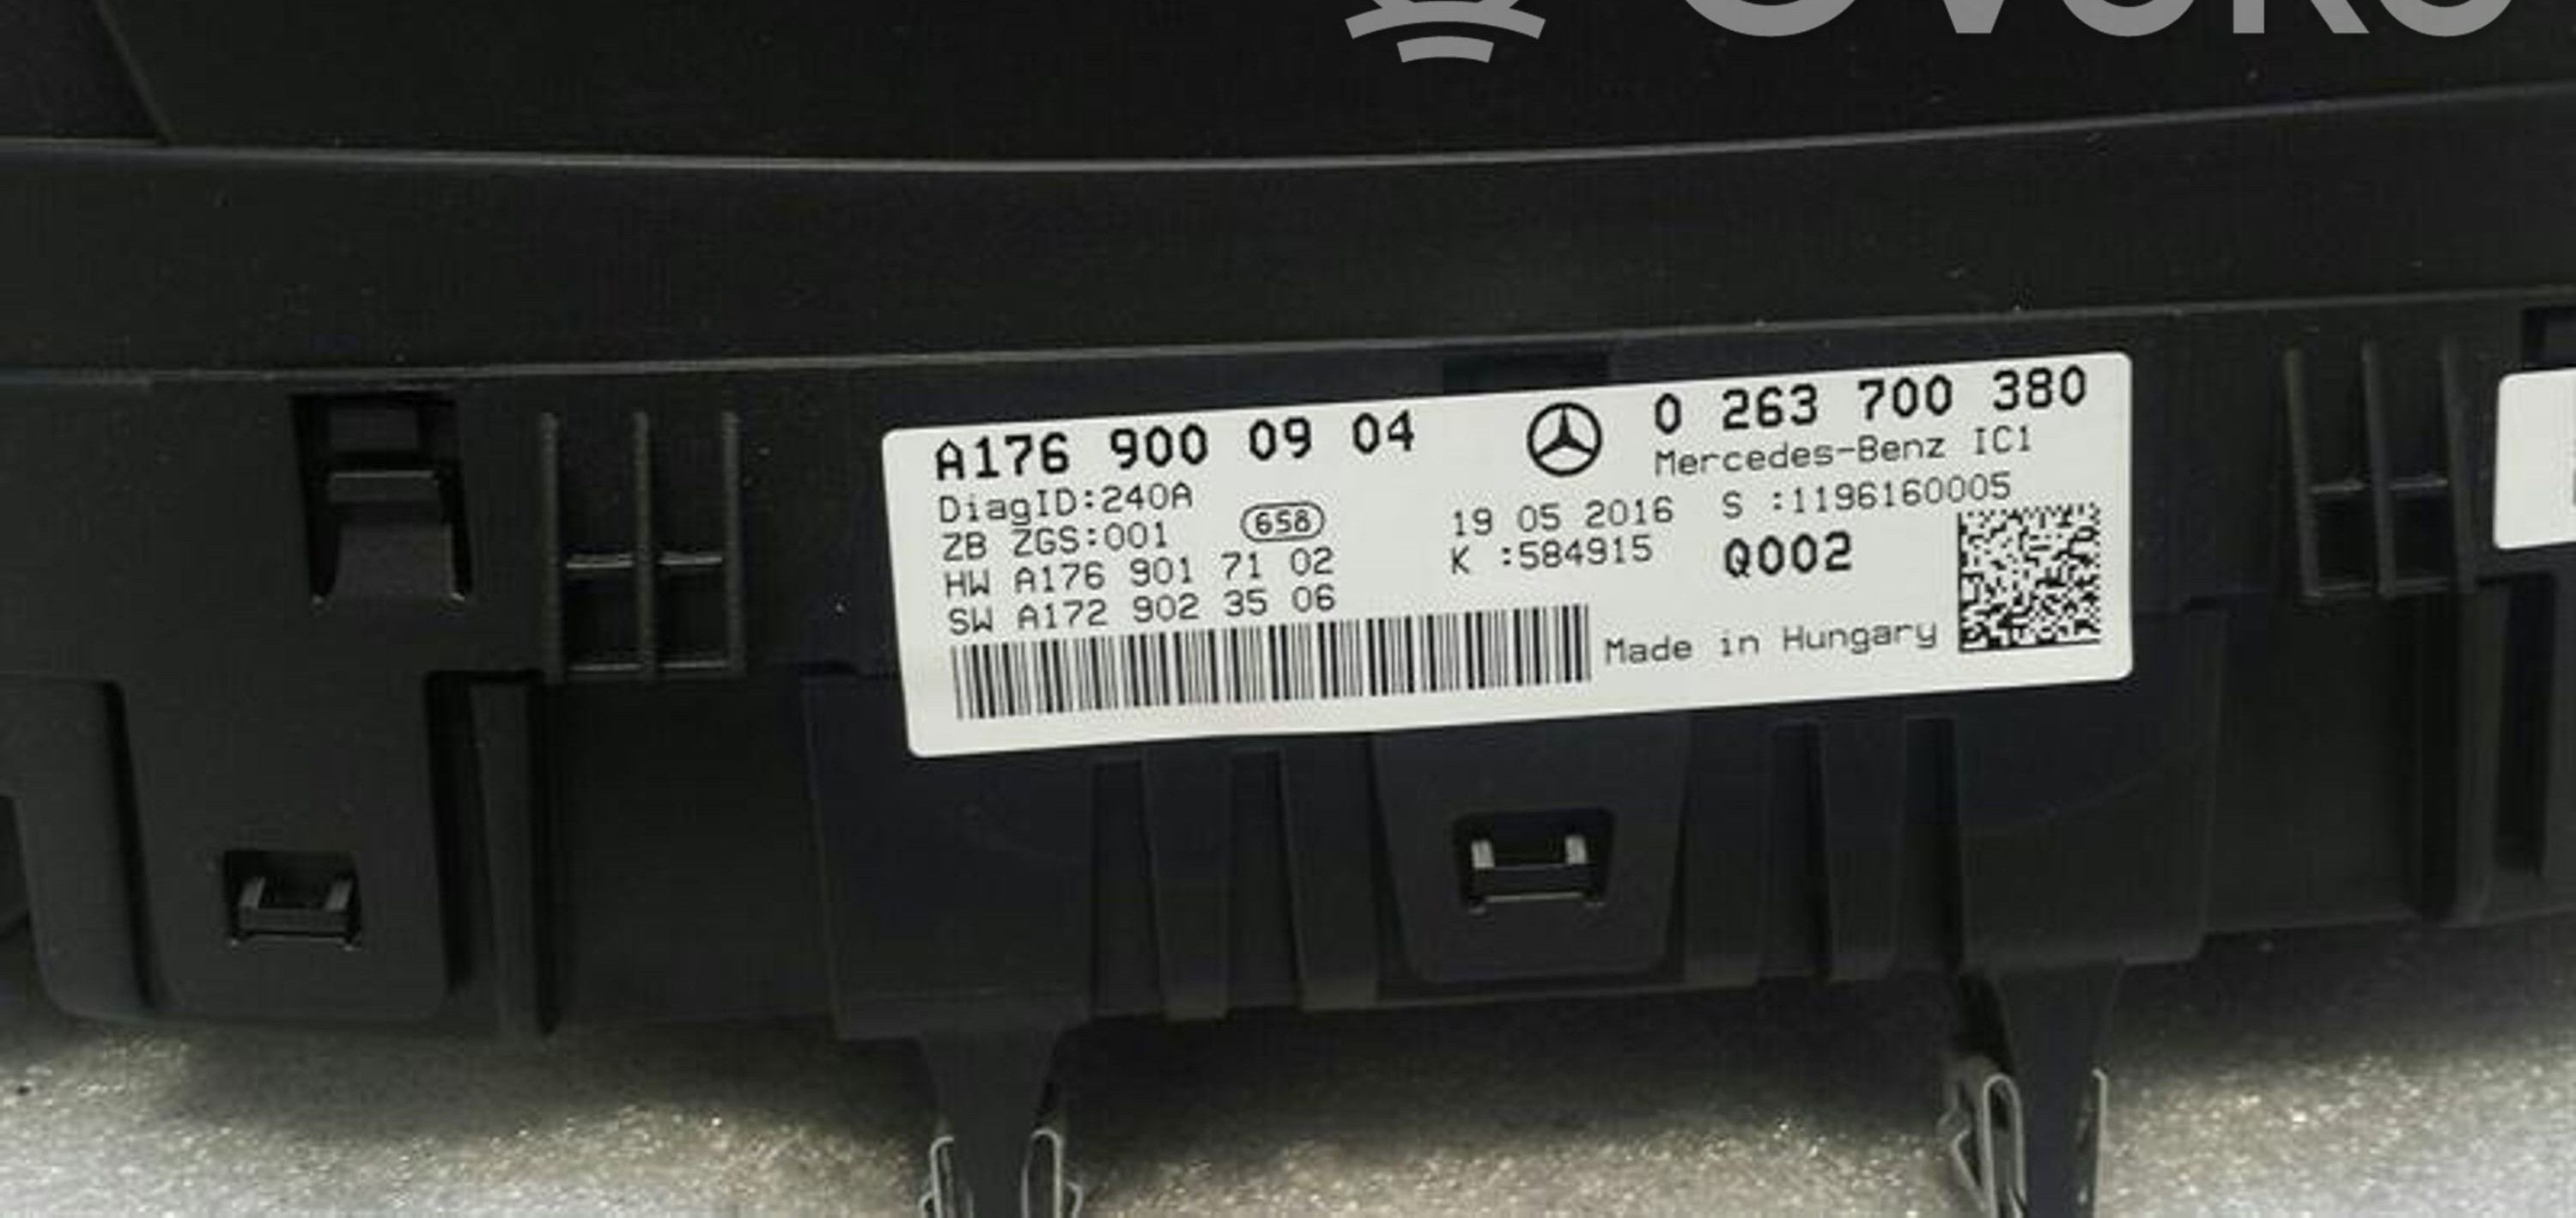 A176 900 09 04
0 263 700 380
Mercedes-Benz IC1
DiagID:240A
ZB ZGS:001
658
19 05 2016 S :1196160005
HW A176 901 71 02
K :584915
Q002
SW A172 902 35 06
Made in Hungary